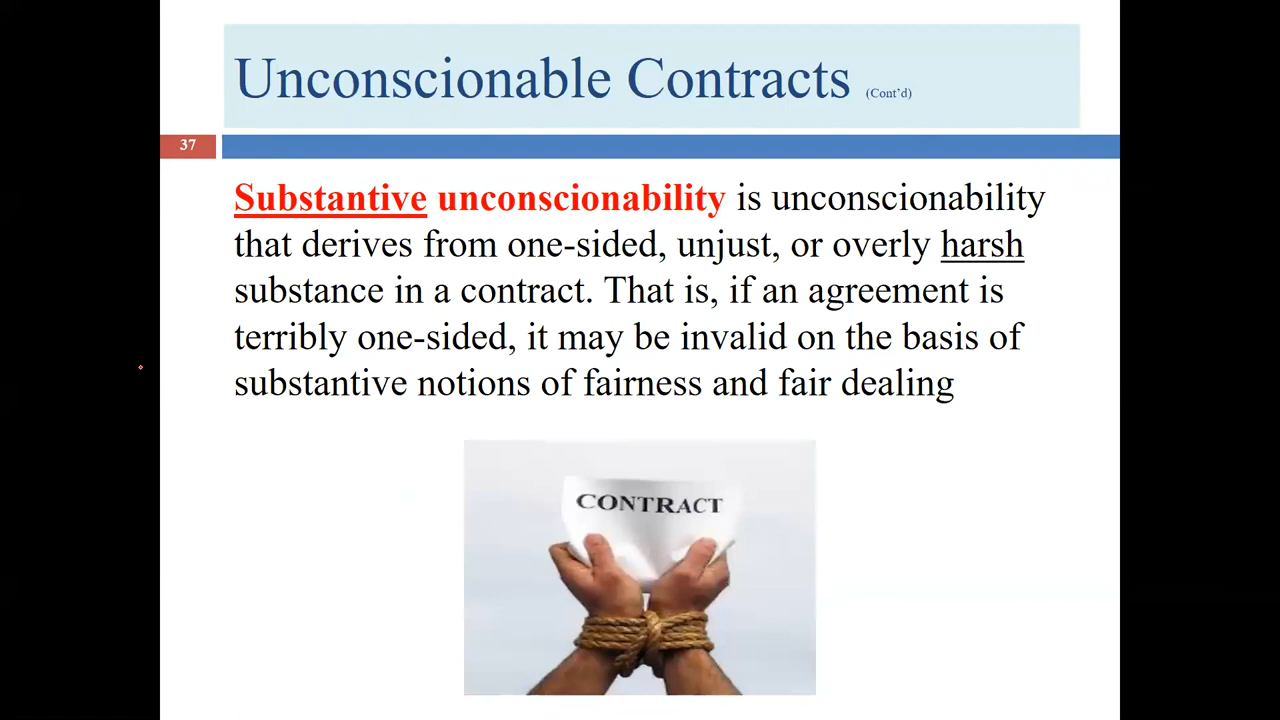 Unconscionable Contracts (Cont'd)
37
Substantive unconscionability is unconscionability
that derives from one-sided, unjust, or overly harsh
substance in a contract. That is, if an agreement is
terribly one-sided, it may be invalid on the basis of
substantive notions of fairness and fair dealing
CONTRACT